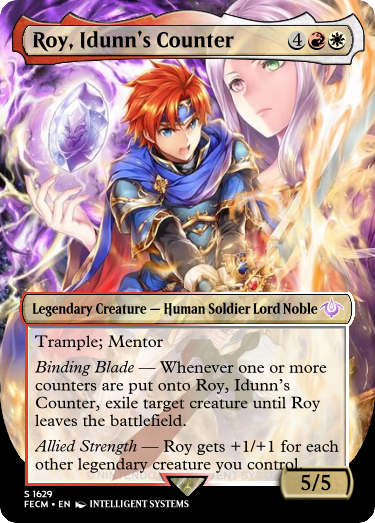 Roy, Idunn's Counter 4
Legendary Creature — Human Soldier Lord Noble
Trample; Mentor
Binding Blade — Whenever one or more
counters are put onto Roy, Idunn's
Counter, exile target creature until Roy
leaves the battlefield.
Allied Strength — Roy gets +1/+1 for each
other legendary creature you control.
5/5
S 1629
FECM • EN INTELLIGENT SYSTEMS